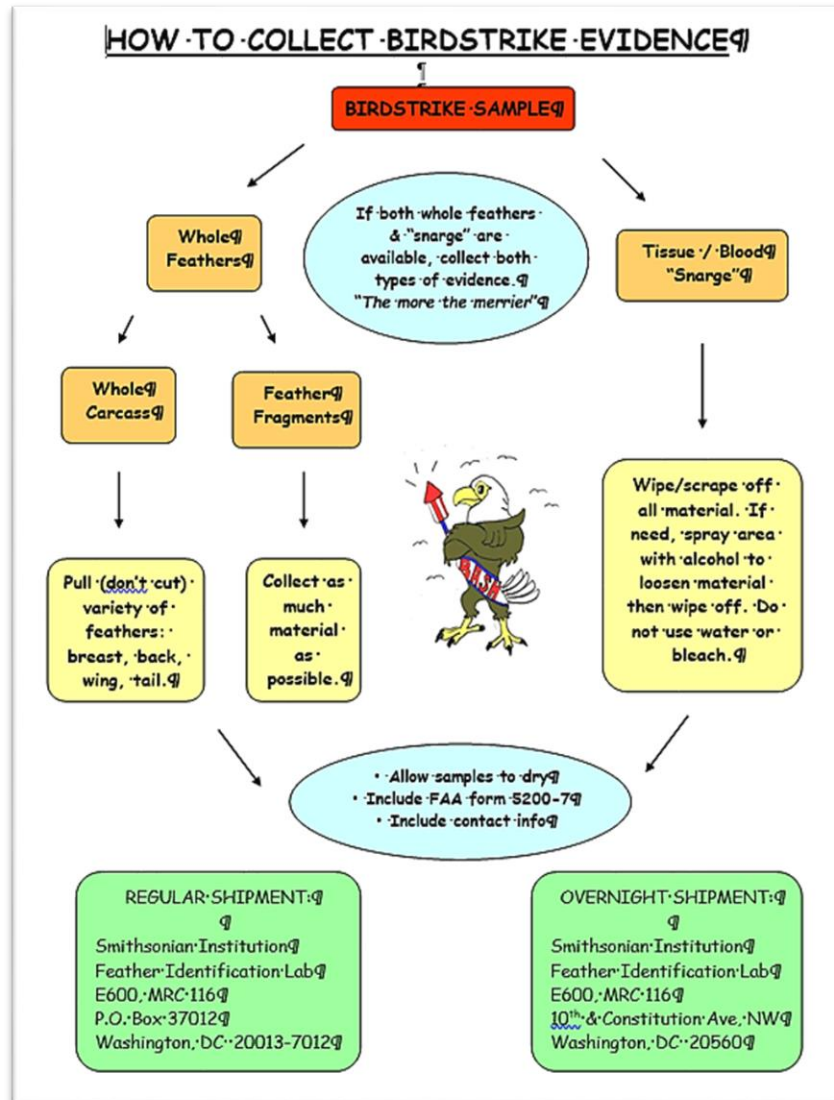 HOW TO COLLECT BIRDSTRIKE EVIDENCE¶
¶
BIRDSTRIKE SAMPLE¶
If both whole feathers
& “snarge” are
available, collect both
types of evidence.¶
“The more the merrier”¶
Whole¶
Feathers¶
Tissue / Blood¶
“Snarge”¶
Whole¶
Carcass¶
Feather¶
Fragments¶
Pull (don't cut)
variety of
feathers:
breast, back,
wing, tail.¶
Collect as
much
material
as
possible.¶
BASH
Wipe/scrape off
all material. If
need, spray area
with alcohol to
loosen material
then wipe off. Do
not use water or
bleach.¶
• Allow samples to dry¶
• Include FAA form 5200-7¶
• Include contact info¶
REGULAR SHIPMENT:¶
¶
Smithsonian Institution¶
Feather Identification Lab¶
E600, MRC 116¶
P.O. Box 37012¶
Washington, DC  20013-7012¶
OVERNIGHT SHIPMENT:¶
¶
Smithsonian Institution¶
Feather Identification Lab¶
E600, MRC 116¶
10th & Constitution Ave, NW¶
Washington, DC  20560¶